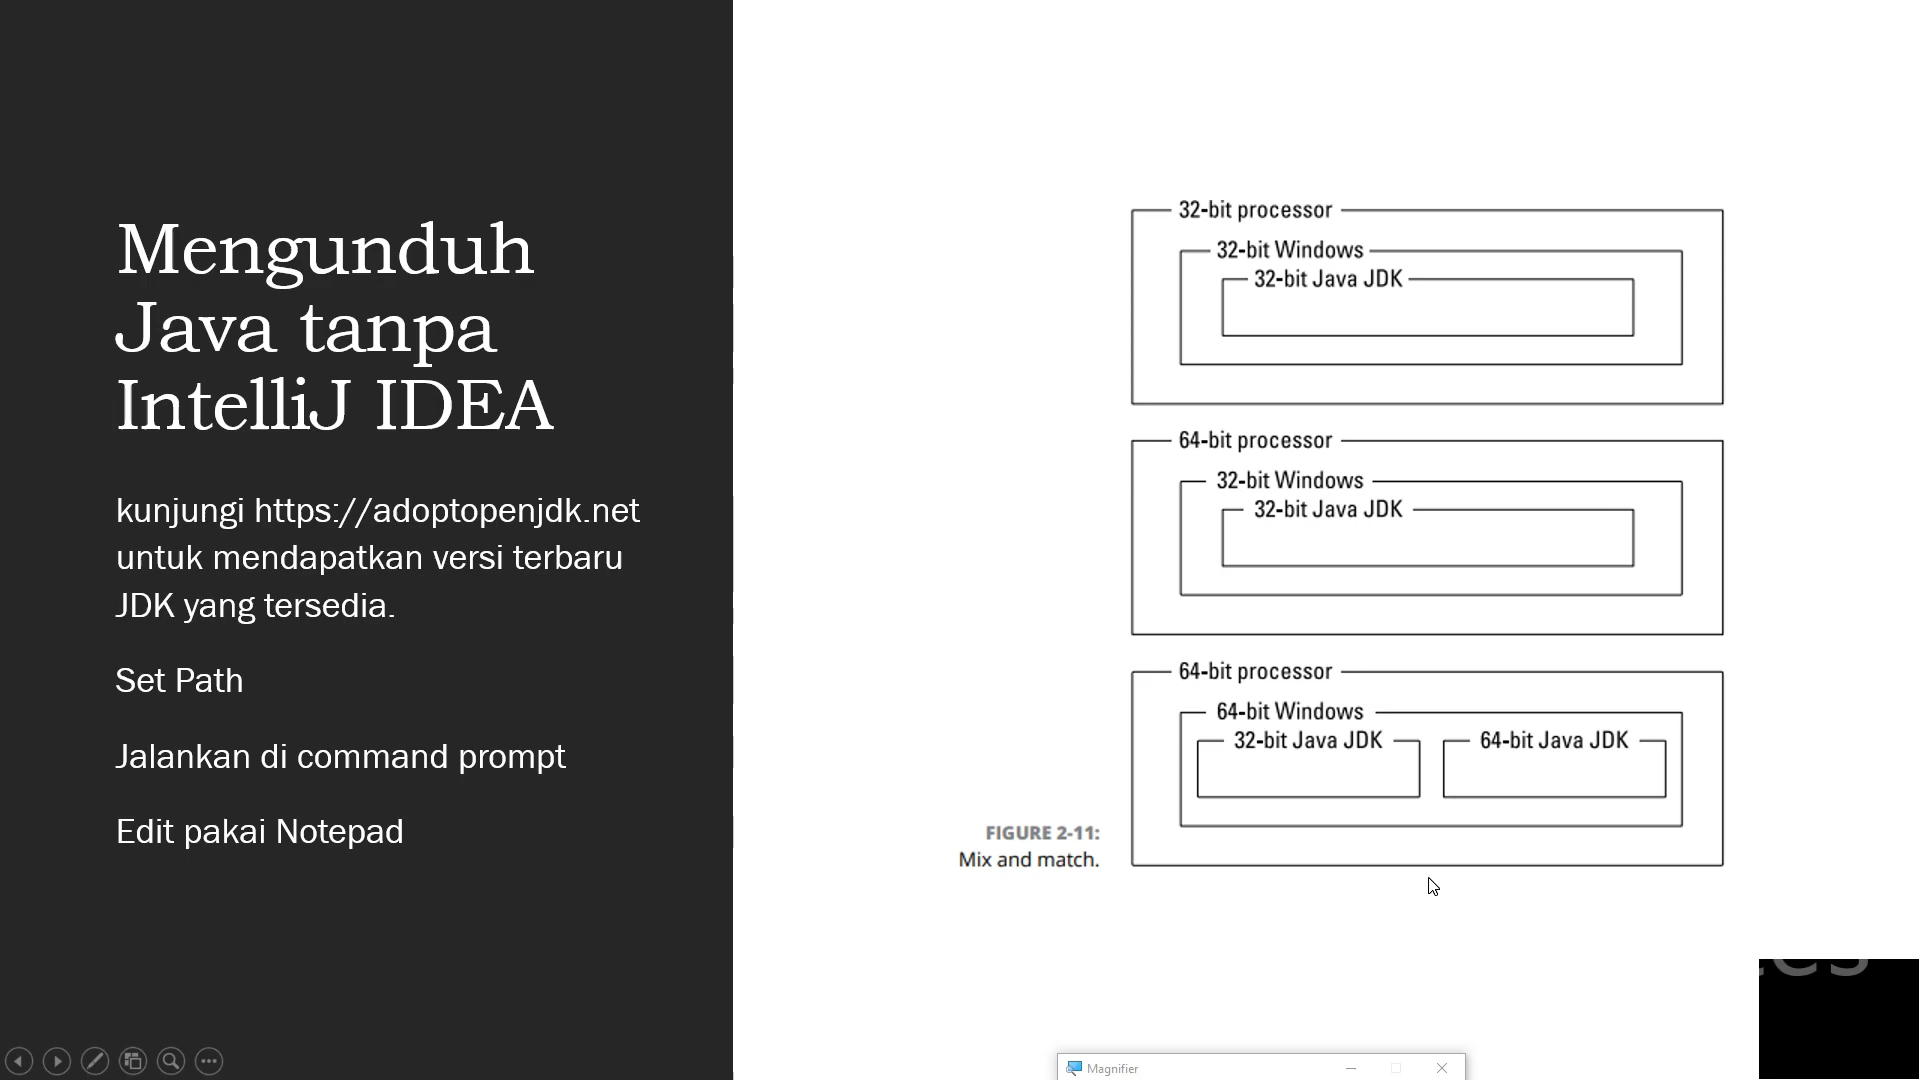 Mengunduh
Java tanpa
IntelliJ IDEA
kunjungi https://adoptopenjdk.net
untuk mendapatkan versi terbaru
JDK yang tersedia.
Set Path
Jalankan di command prompt
Edit pakai Notepad
32-bit processor
32-bit Windows
32-bit Java JDK
64-bit processor
32-bit Windows
32-bit Java JDK
64-bit processor
64-bit Windows
32-bit Java JDK 64-bit Java JDK
FIGURE 2-11:
Mix and match.
Magnifier